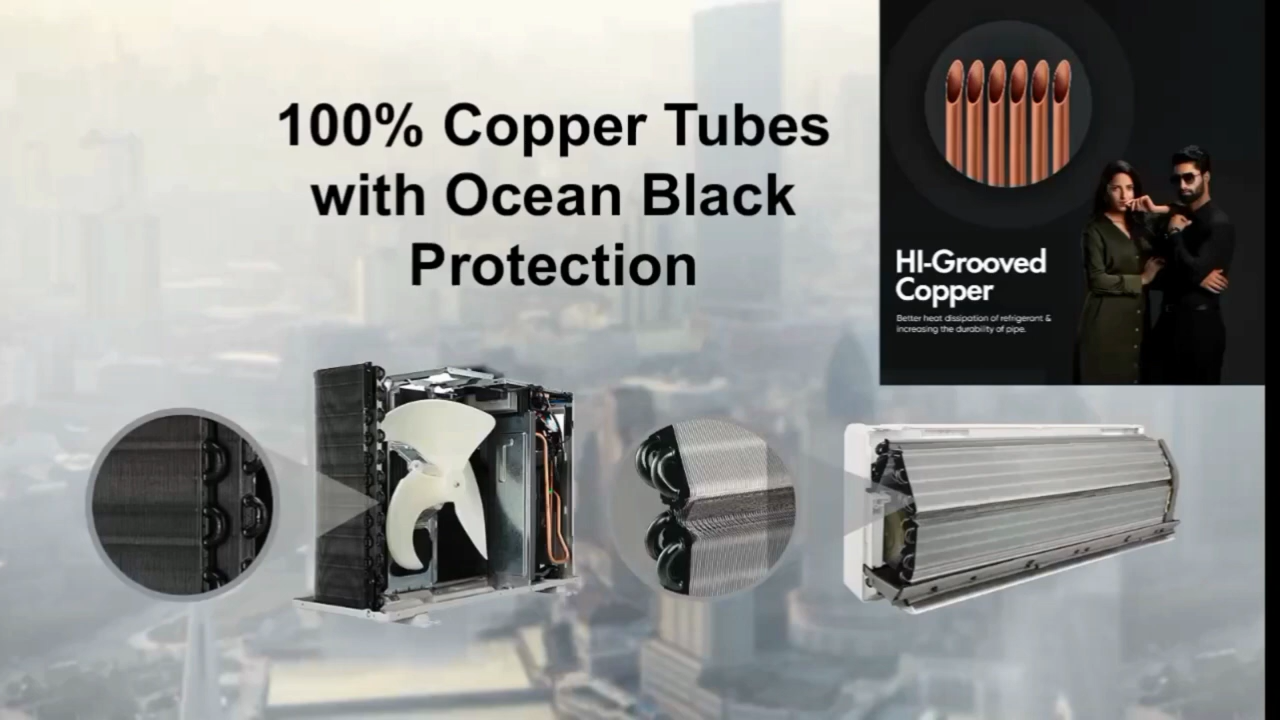 100% Copper Tubes
with Ocean Black
Protection
HI-Grooved
Copper
Better heat dissipation of refrigerant &
increasing the durability of pipe.